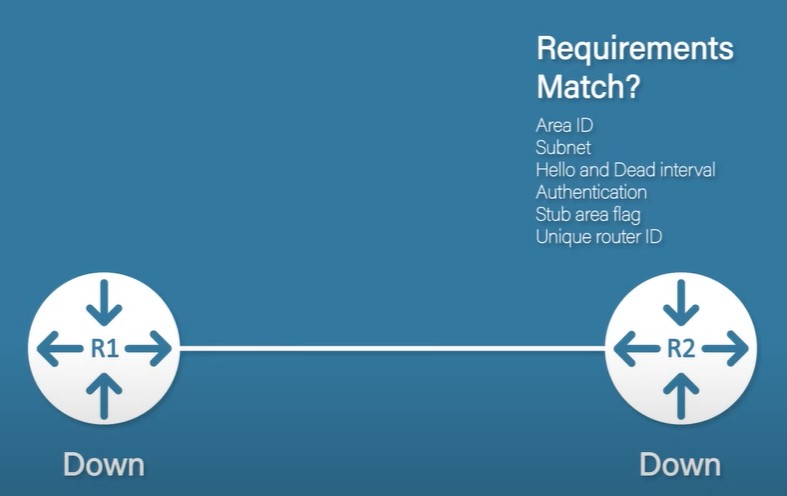 Requirements
Match?
Area ID
Subnet
Hello and Dead interval
Authentication
Stub area flag
Unique router ID
R1
R2
Down
Down